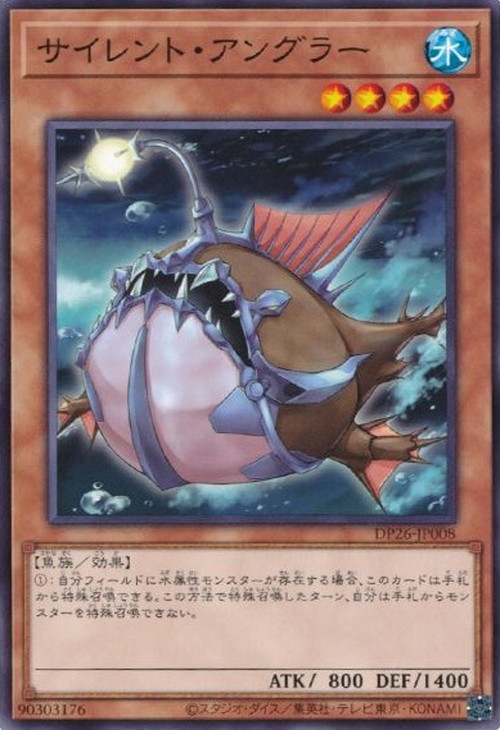 サイレント・アングラー
水
DP26-JP008
【魚族/効果】
①:自分フィールドに水属性モンスターが存在する場合、このカードは手札
から特殊召喚できる。この方法で特殊召喚したターン、自分は手札からモン
スターを特殊召喚できない。
ATK/ 800 DEF/1400
90303176
©スタジオ・ダイス/集英社・テレビ東京・KONAMI